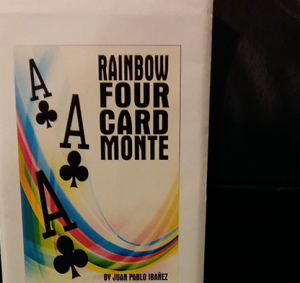 RAINBOW
FOUR
CARD
MONTE
A
A
A
BY JUAN PABLO IBAÑEZ